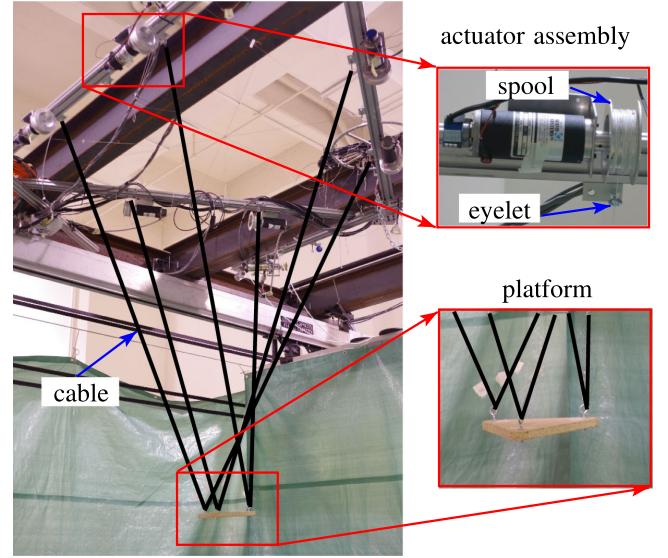 actuator assembly
spool
eyelet
platform
cable